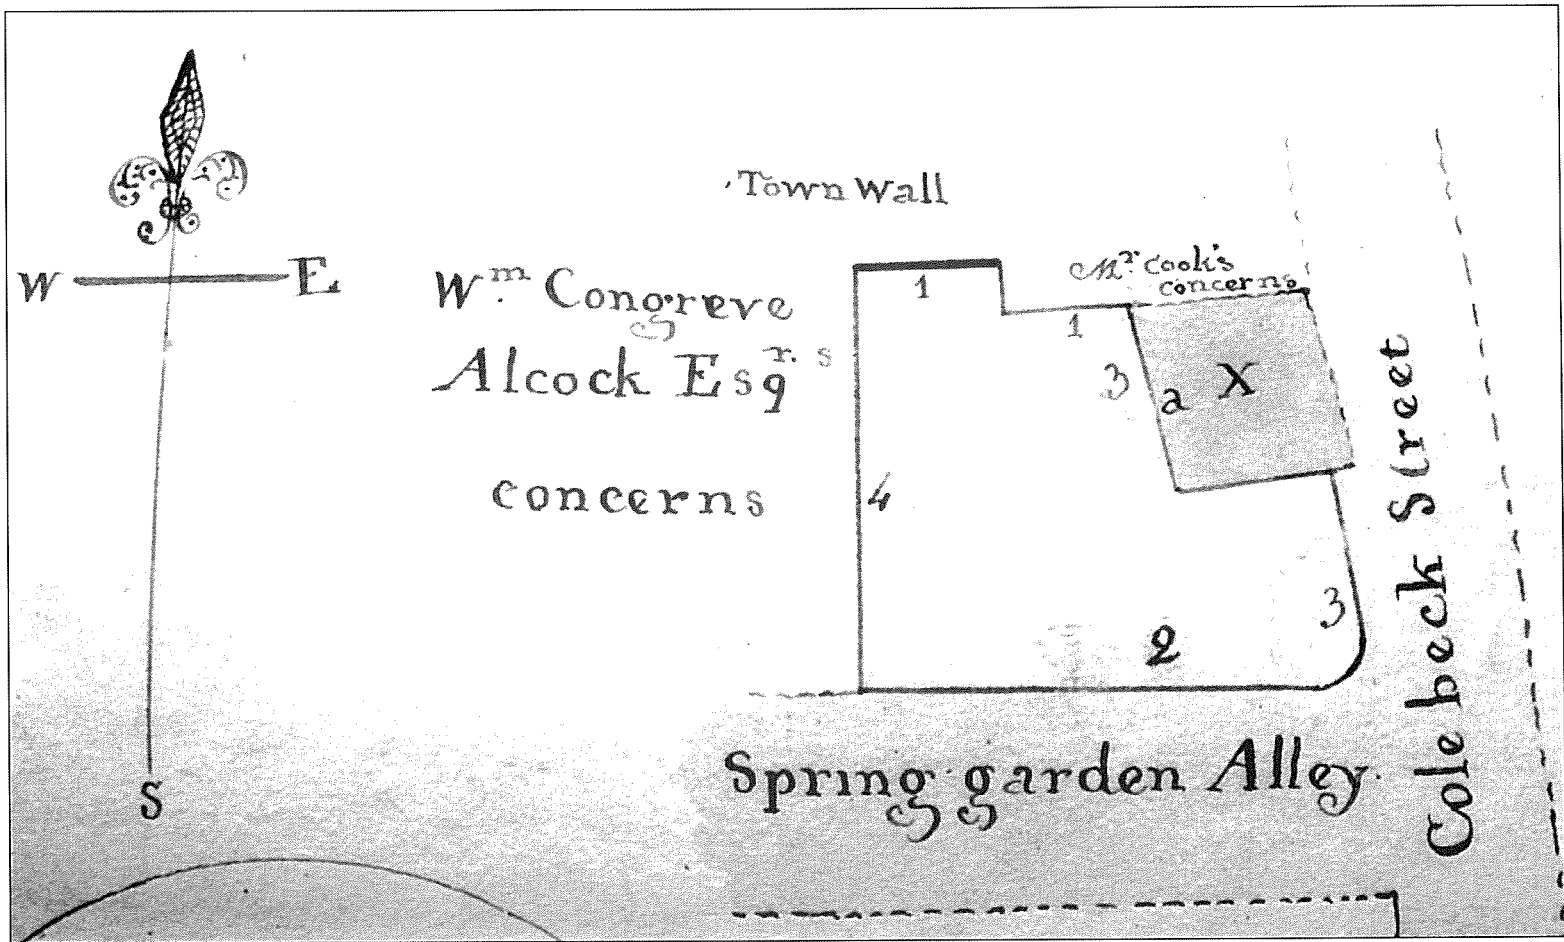 Town Wall
W E
S
Wm. Congreve
Alcock Esqr.s
concerns
Mr. Cook's
concerns
1
1
3
a X
4
3
2
Spring garden Alley.
Cole beck Street